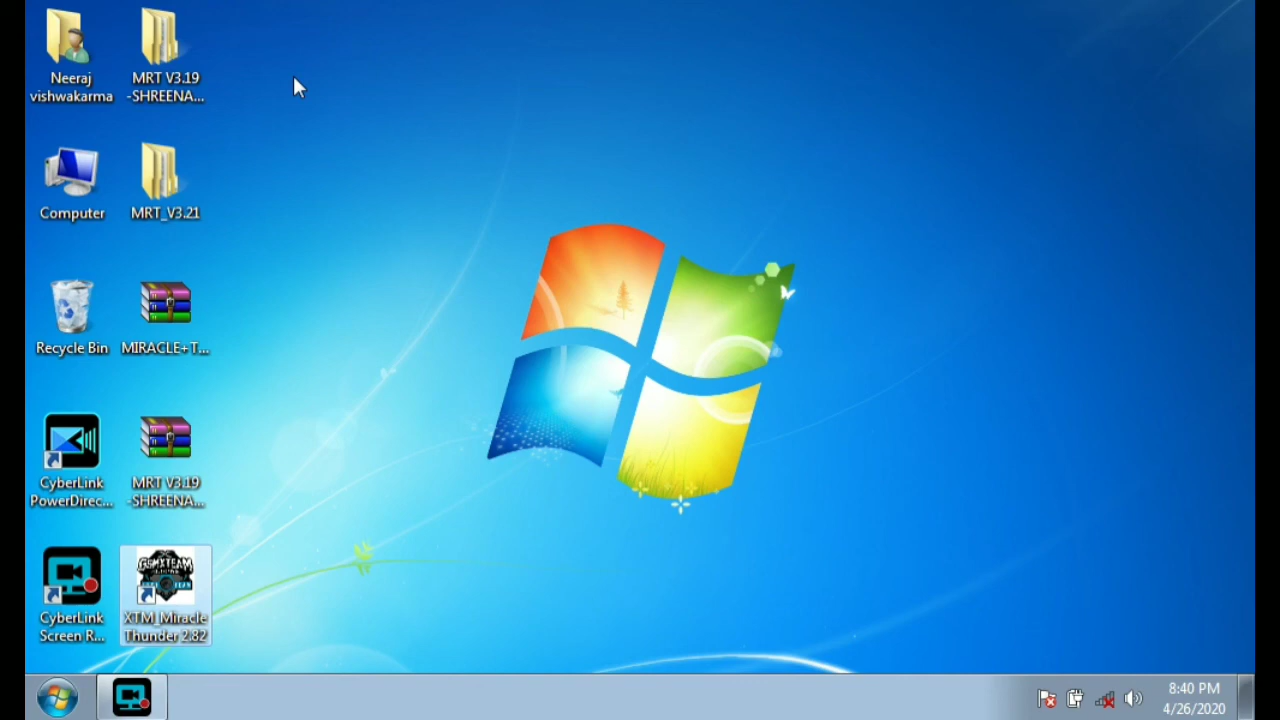 Neeraj
vishwakarma
MRT V3.19
-SHREENA...
Computer
MRT_V3.21
Recycle Bin
MIRACLE+T...
CyberLink
PowerDirec...
MRT V3.19
-SHREENA...
GSMXTEAM
CyberLink
Screen R...
XTM_Miracle
Thunder 2.82
8:40 PM
4/26/2020